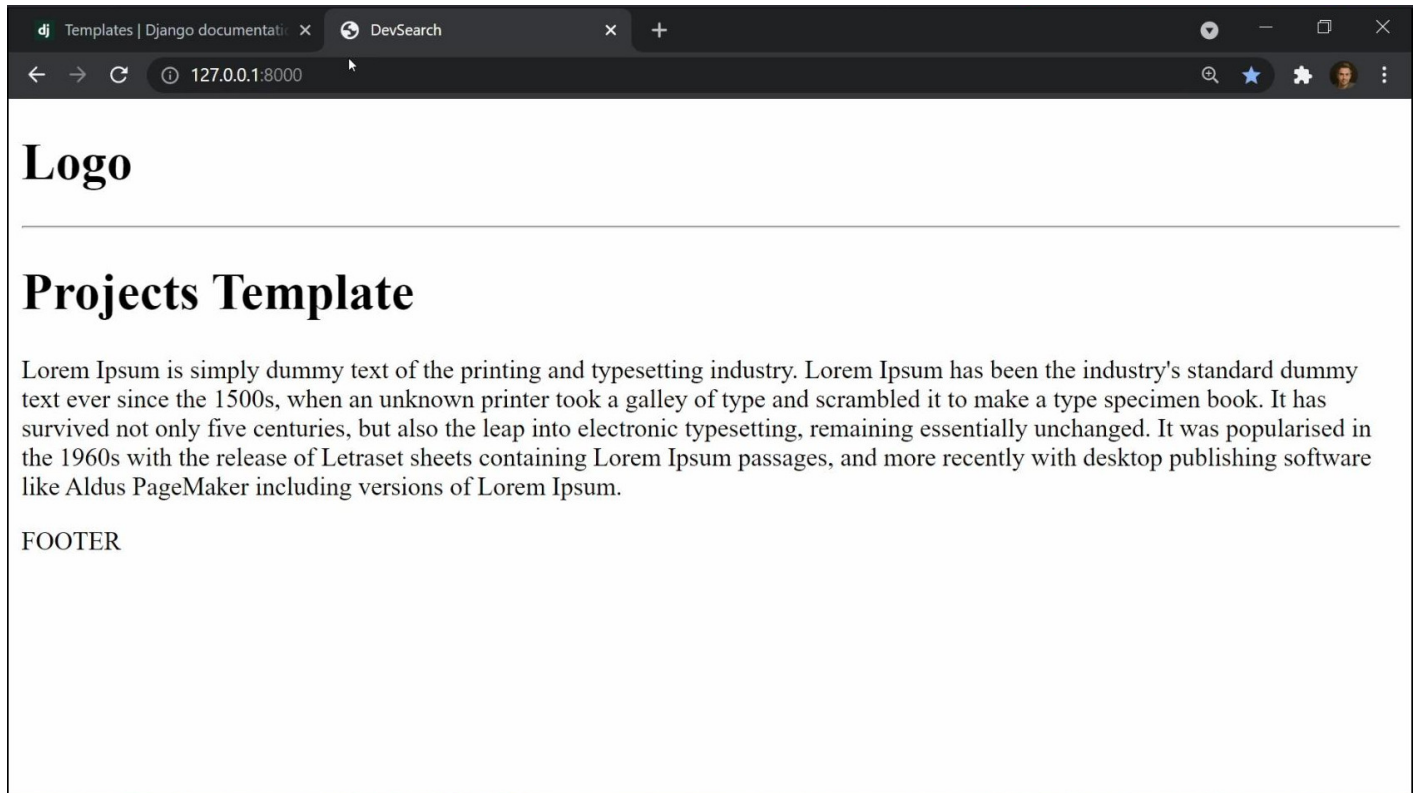 dj Templates | Django documentatic
DevSearch
127.0.0.1:8000
Logo
Projects Template
Lorem Ipsum is simply dummy text of the printing and typesetting industry. Lorem Ipsum has been the industry's standard dummy
text ever since the 1500s, when an unknown printer took a galley of type and scrambled it to make a type specimen book. It has
survived not only five centuries, but also the leap into electronic typesetting, remaining essentially unchanged. It was popularised in
the 1960s with the release of Letraset sheets containing Lorem Ipsum passages, and more recently with desktop publishing software
like Aldus PageMaker including versions of Lorem Ipsum.
FOOTER